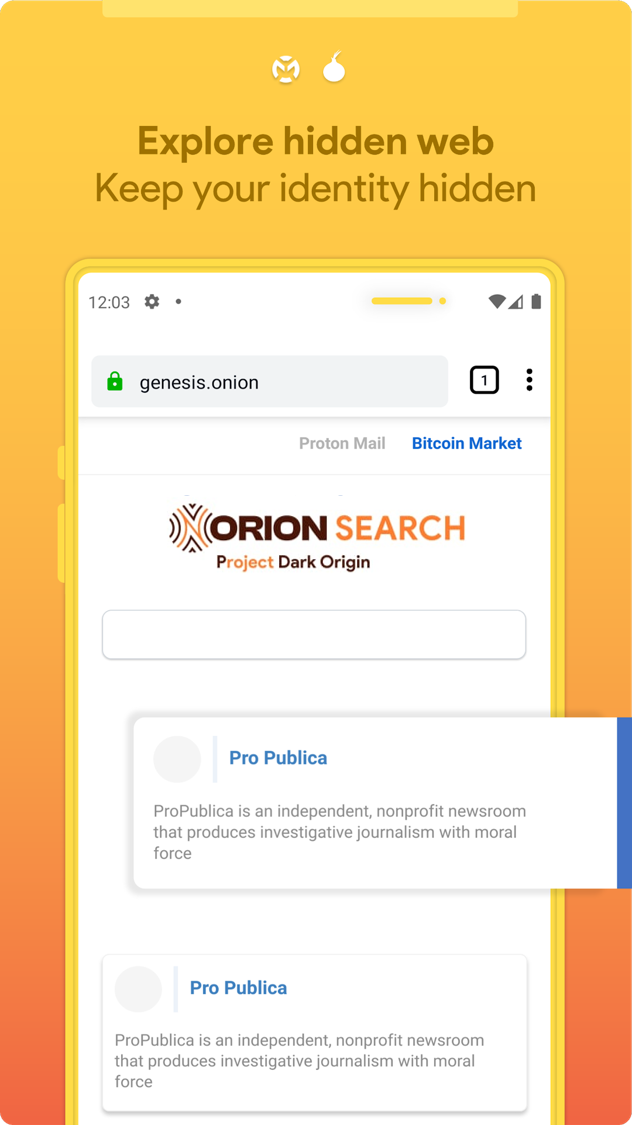 Explore hidden web
Keep your identity hidden
12:03
genesis.onion
1
Proton Mail Bitcoin Market
ORION SEARCH
Project Dark Origin
Pro Publica
ProPublica is an independent, nonprofit newsroom
that produces investigative journalism with moral
force
Pro Publica
ProPublica is an independent, nonprofit newsroom
that produces investigative journalism with moral
force